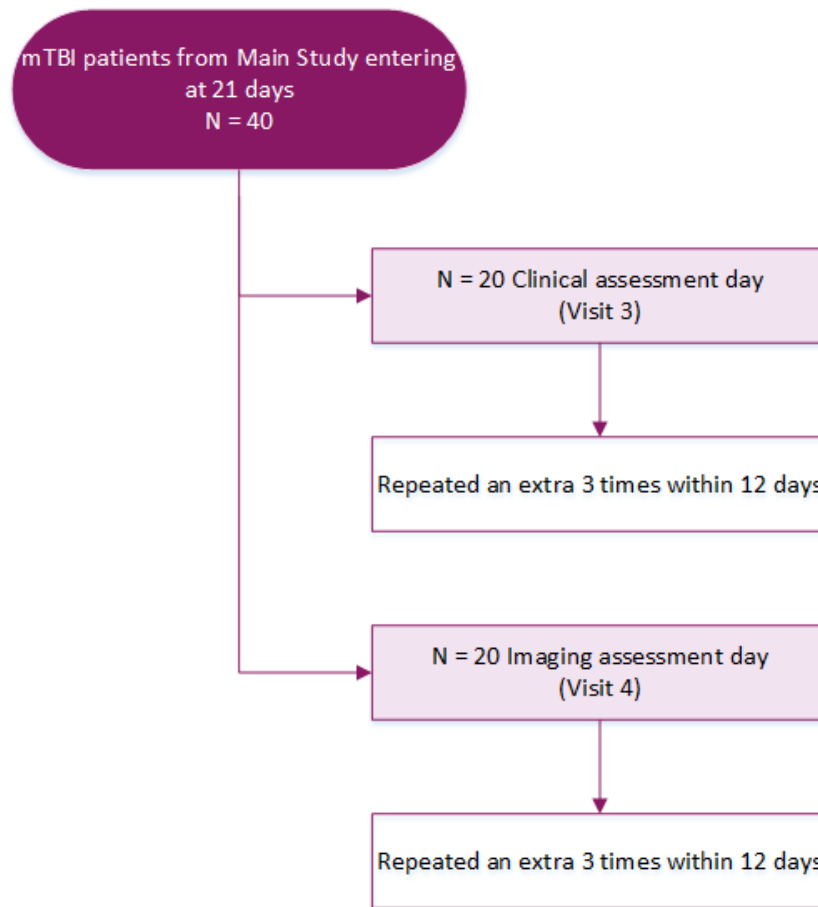 mTBI patients from Main Study entering
at 21 days
N = 40
N = 20 Clinical assessment day
(Visit 3)
Repeated an extra 3 times within 12 days
N = 20 Imaging assessment day
(Visit 4)
Repeated an extra 3 times within 12 days